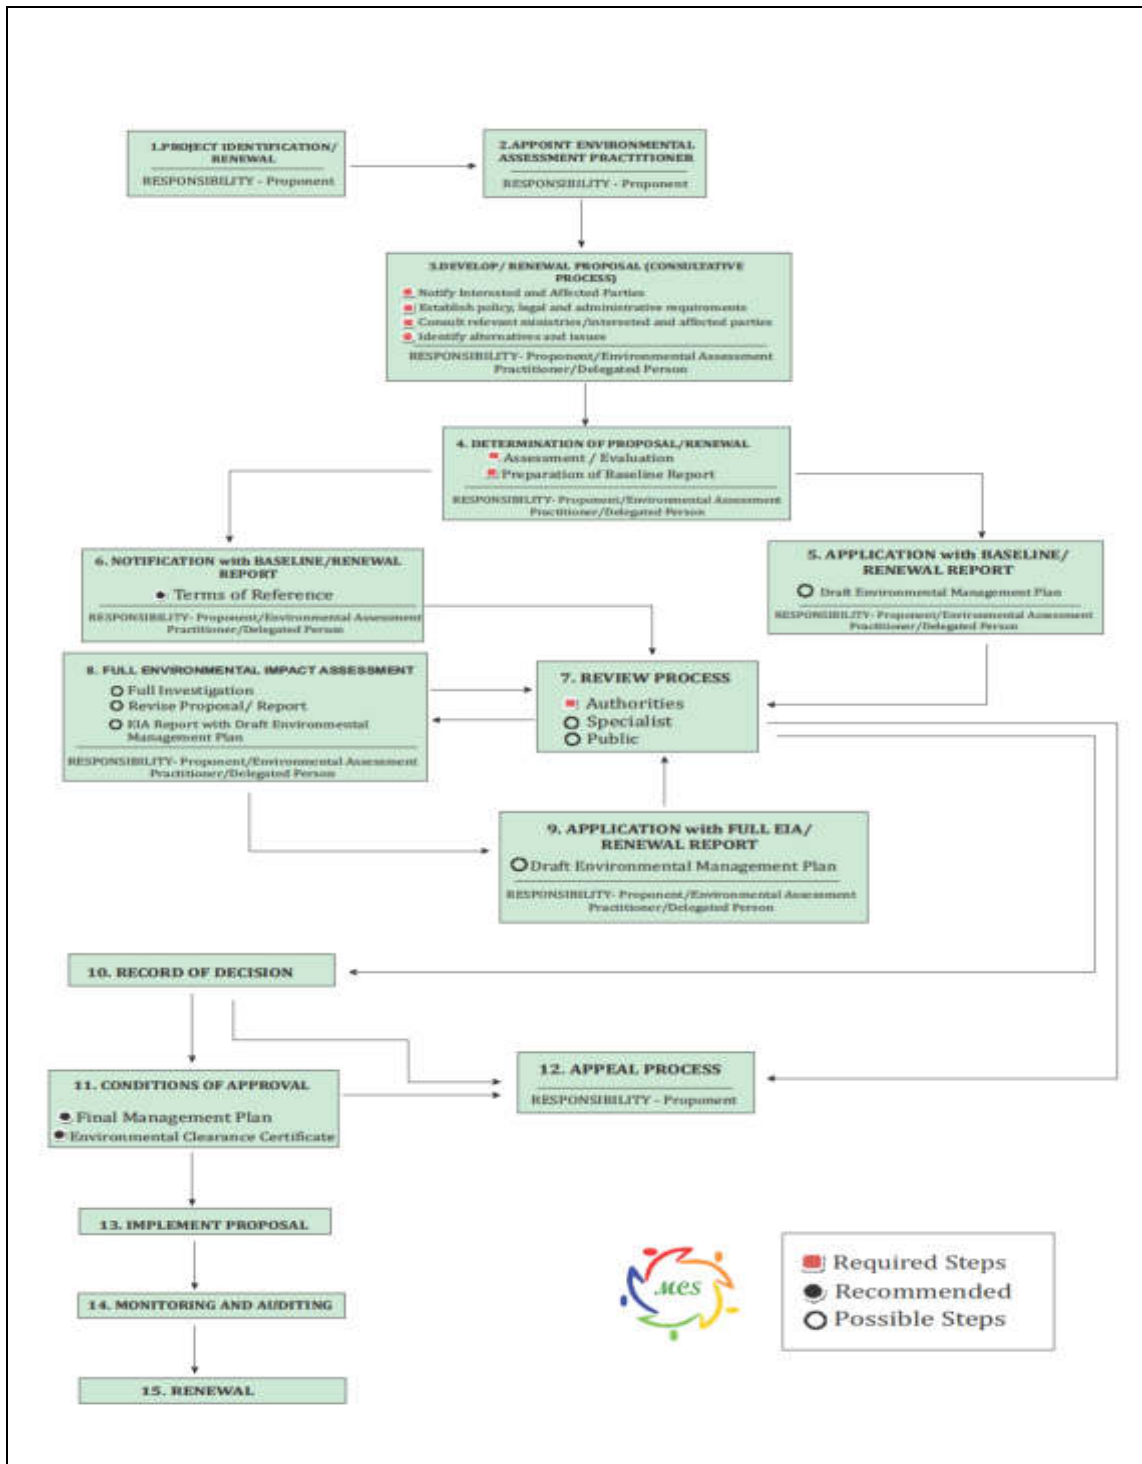 1.PROJECT IDENTIFICATION/
RENEWAL
RESPONSIBILITY - Proponent
2.APPOINT ENVIRONMENTAL
ASSESSMENT PRACTITIONER
RESPONSIBILITY - Proponent
3.DEVELOP/ RENEWAL PROPOSAL (CONSULTATIVE
PROCESS)
Notify Interested and Affected Parties
Establish policy, legal and administrative requirements
Consult relevant ministries/interested and affected parties
Identify alternatives and issues
RESPONSIBILITY- Proponent/Environmental Assessment
Practitioner/Delegated Person
4. DETERMINATION OF PROPOSAL/RENEWAL
Assessment / Evaluation
Preparation of Baseline Report
RESPONSIBILITY- Proponent/Environmental Assessment
Practitioner/Delegated Person
6. NOTIFICATION with BASELINE/RENEWAL
REPORT
Terms of Reference
RESPONSIBILITY- Proponent/Environmental Assessment
Practitioner/Delegated Person
5. APPLICATION with BASELINE/
RENEWAL REPORT
Draft Environmental Management Plan
RESPONSIBILITY- Proponent/Environmental Assessment
Practitioner/Delegated Person
8. FULL ENVIRONMENTAL IMPACT ASSESSMENT
Full Investigation
Revise Proposal/ Report
EIA Report with Draft Environmental
Management Plan
RESPONSIBILITY- Proponent/Environmental Assessment
Practitioner/Delegated Person
7. REVIEW PROCESS
Authorities
Specialist
Public
9. APPLICATION with FULL EIA/
RENEWAL REPORT
Draft Environmental Management Plan
RESPONSIBILITY- Proponent/Environmental Assessment
Practitioner/Delegated Person
10. RECORD OF DECISION
11. CONDITIONS OF APPROVAL
Final Management Plan
Environmental Clearance Certificate
12. APPEAL PROCESS
RESPONSIBILITY - Proponent
13. IMPLEMENT PROPOSAL
14. MONITORING AND AUDITING
15. RENEWAL
MCS
Required Steps
Recommended
Possible Steps